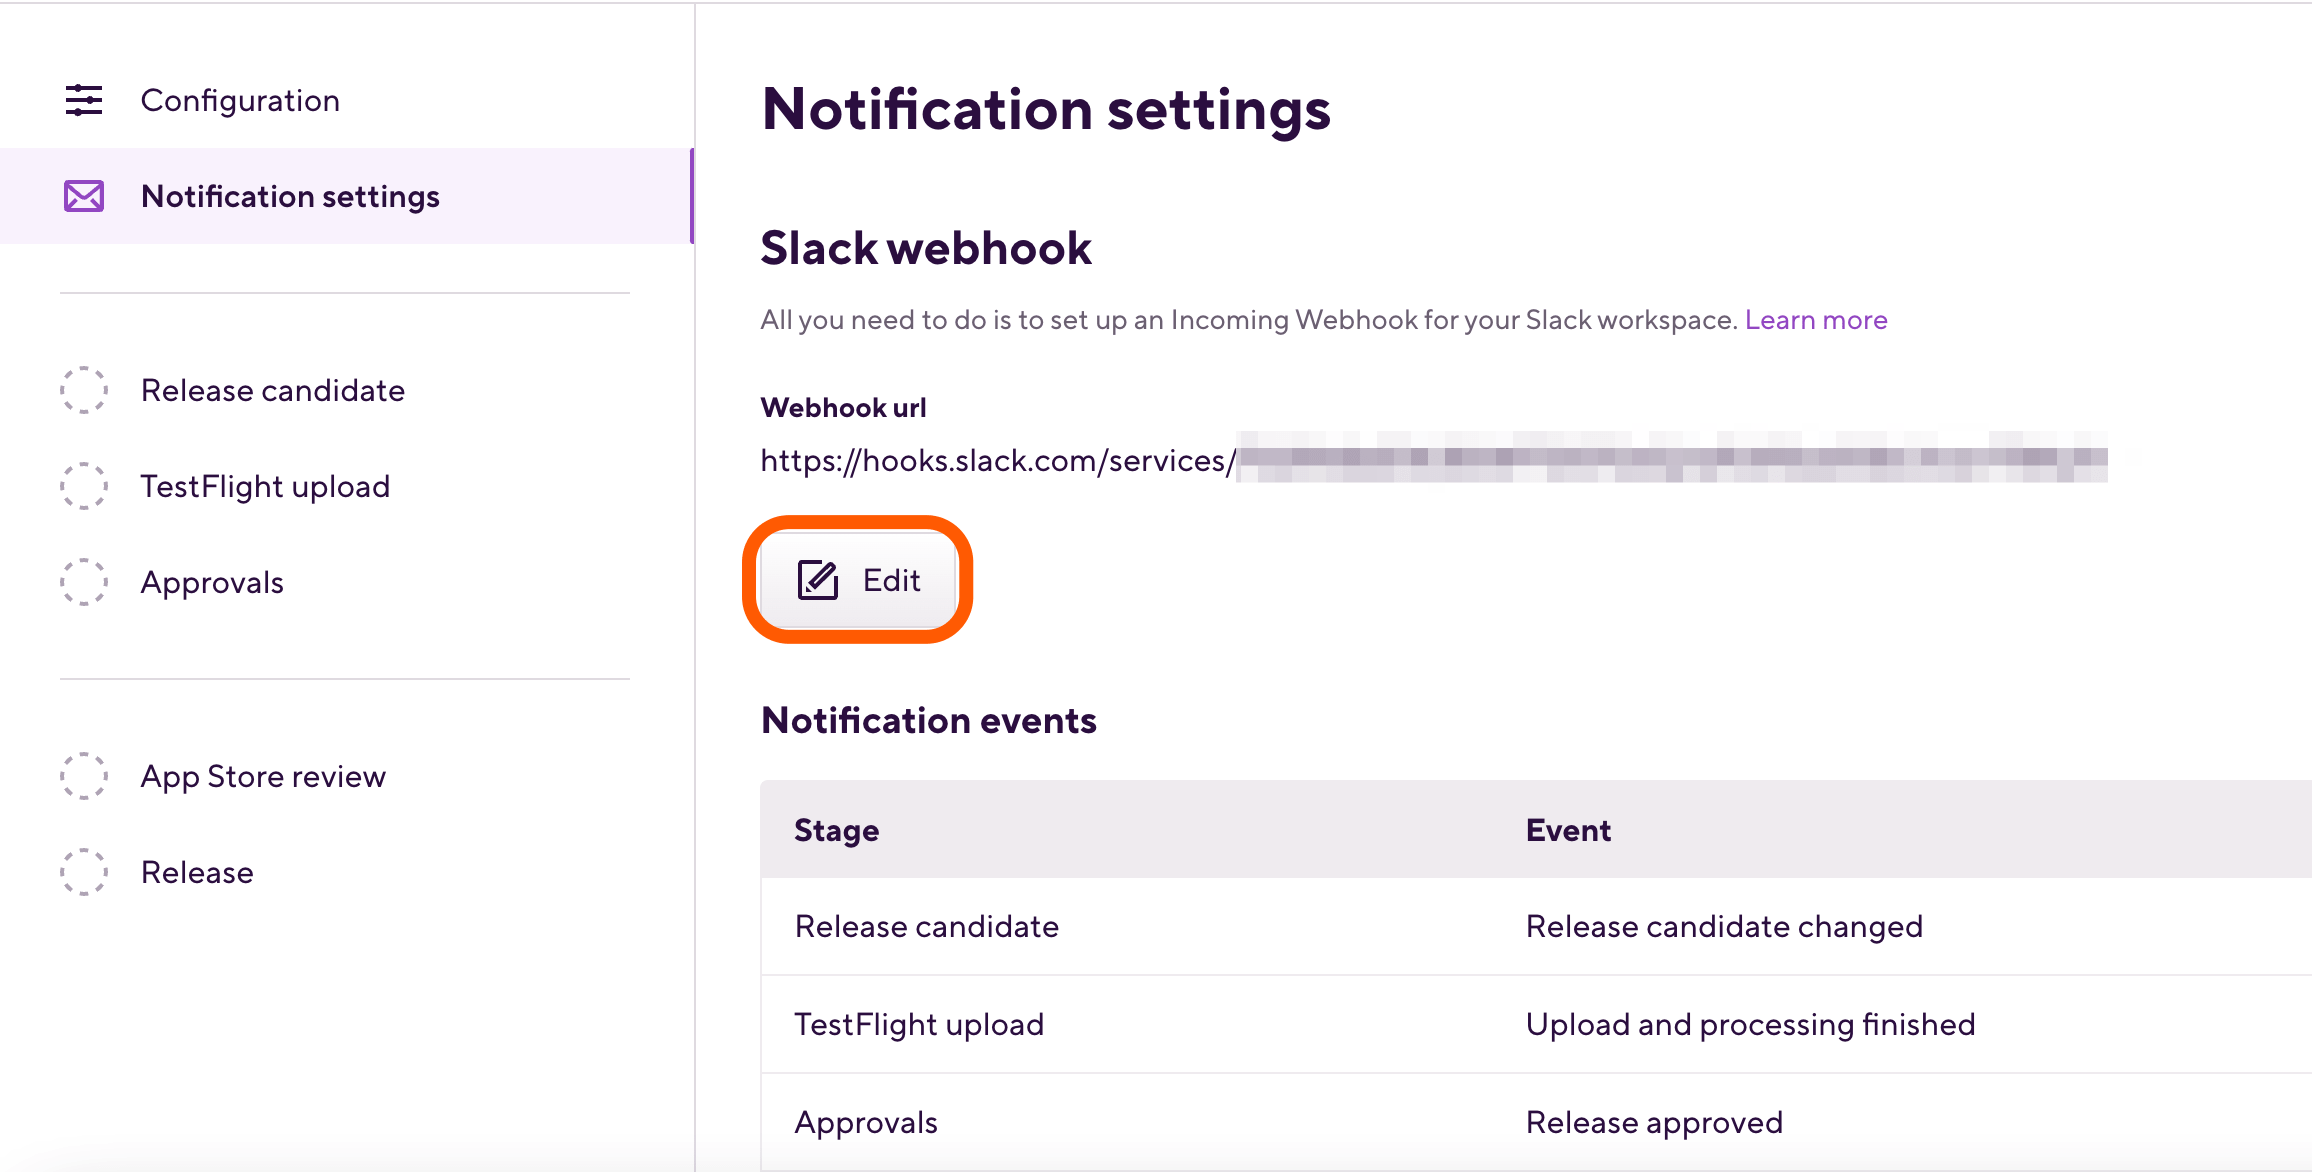 Configuration
Notification settings
Release candidate
TestFlight upload
Approvals
App Store review
Release
Notification settings
Slack webhook
All you need to do is to set up an Incoming Webhook for your Slack workspace. Learn more
Webhook url
https://hooks.slack.com/services/
Edit
Notification events
Stage Event
Release candidate Release candidate changed
TestFlight upload Upload and processing finished
Approvals Release approved